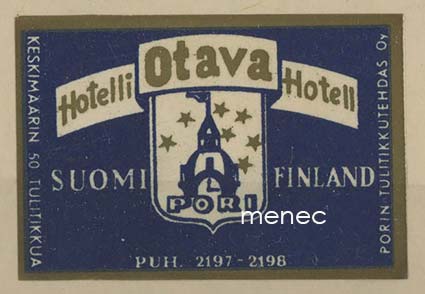 Otava
Hotelli Hotell
SUOMI FINLAND
PORI
menec
PUH. 2197-2198
KESKIMÄÄRIN 50 TULITIKKUA
PORIN TULITIKKUTEHDAS Oy